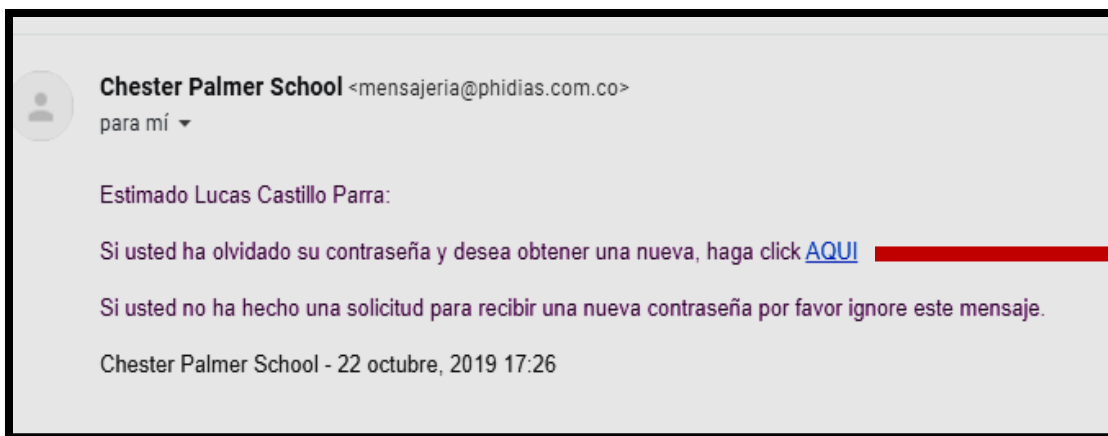 Chester Palmer School <mensajeria@phidias.com.co>
para mí
Estimado Lucas Castillo Parra:
Si usted ha olvidado su contraseña y desea obtener una nueva, haga click AQUI
Si usted no ha hecho una solicitud para recibir una nueva contraseña por favor ignore este mensaje.
Chester Palmer School - 22 octubre, 2019 17:26